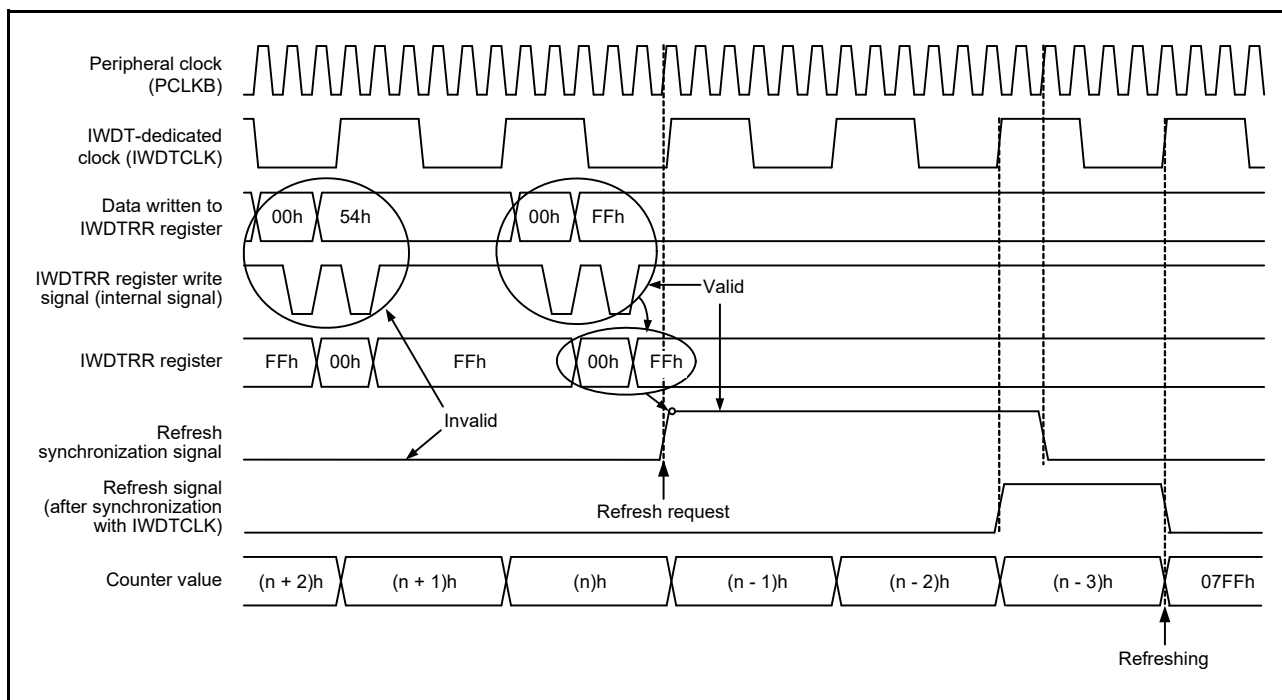 Peripheral clock
(PCLKB)
IWDT-dedicated
clock (IWDTCLK)
Data written to
IWDTRR register
00h
54h
00h
FFh
IWDTRR register write
signal (internal signal)
Valid
IWDTRR register
FFh
00h
FFh
00h
FFh
Invalid
Refresh
synchronization signal
Refresh request
Refresh signal
(after synchronization
with IWDTCLK)
Counter value
(n + 2)h
(n + 1)h
(n)h
(n - 1)h
(n - 2)h
(n - 3)h
07FFh
Refreshing